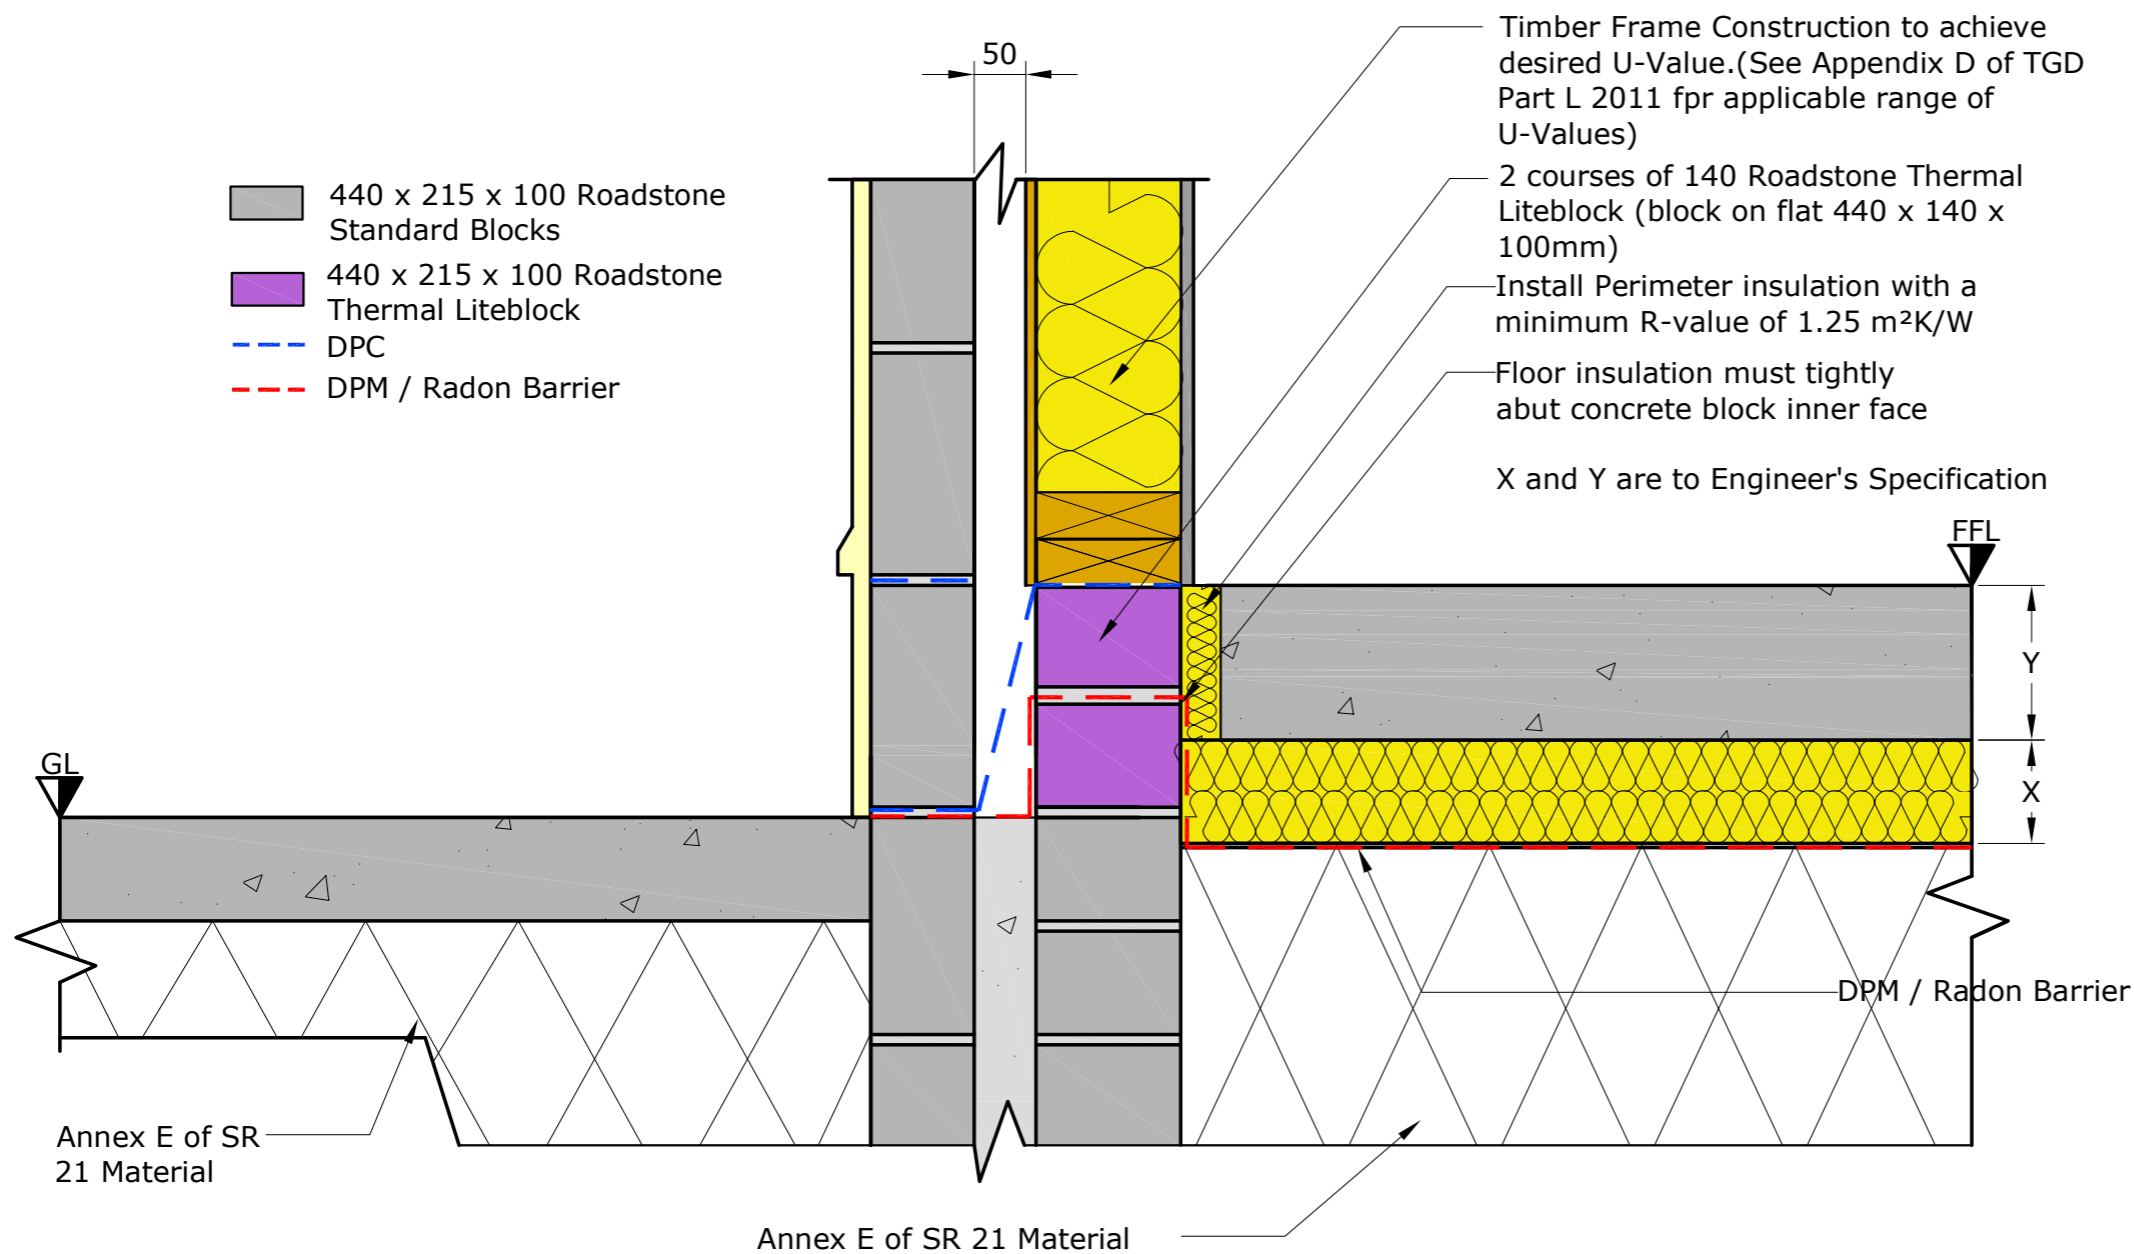 50
Timber Frame Construction to achieve
desired U-Value.(See Appendix D of TGD
Part L 2011 fpr applicable range of
U-Values)
2 courses of 140 Roadstone Thermal
Liteblock (block on flat 440 x 140 x
100mm)
Install Perimeter insulation with a
minimum R-value of 1.25 m²K/W
Floor insulation must tightly
abut concrete block inner face
X and Y are to Engineer's Specification
440 x 215 x 100 Roadstone
Standard Blocks
440 x 215 x 100 Roadstone
Thermal Liteblock
DPC
DPM / Radon Barrier
FFL
Y
X
GL
DPM / Radon Barrier
Annex E of SR
21 Material
Annex E of SR 21 Material